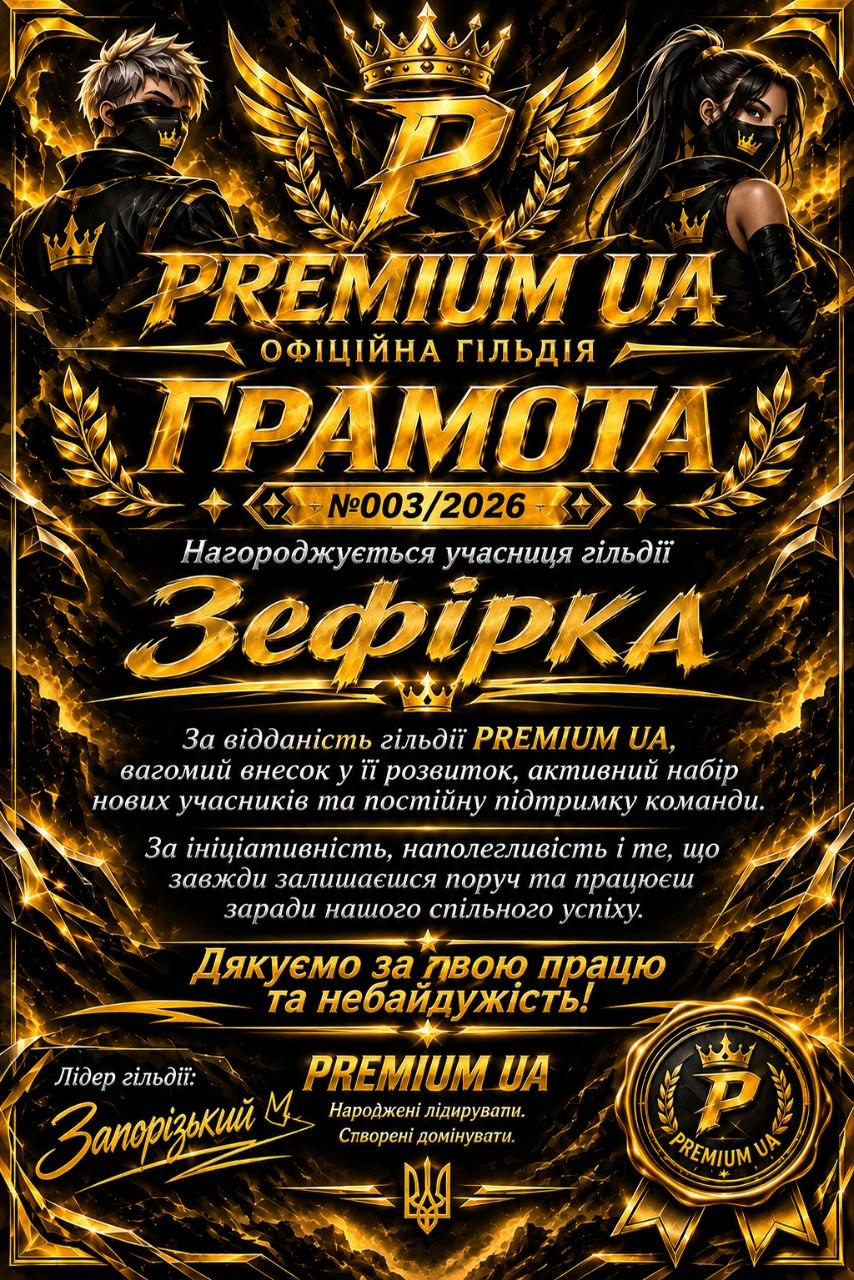 P
PREMIUM UA
ОФІЦІЙНА ГІЛЬДІЯ
ГРАМОТА
№003/2026
Нагороджується учасниця гільдії
ЗефіркА
За відданість гільдії PREMIUM UA,
вагомий внесок у її розвиток, активний набір
нових учасників та постійну підтримку команди.
За ініціативність, наполегливість і те, що
завжди залишаєшся поруч та працюєш
заради нашого спільного успіху.
Дякуємо за твою працю
та небайдужість!
Лідер гільдії:
Запорізький
PREMIUM UA
Народжені лідирувати.
Створені домінувати.
P
PREMIUM UA